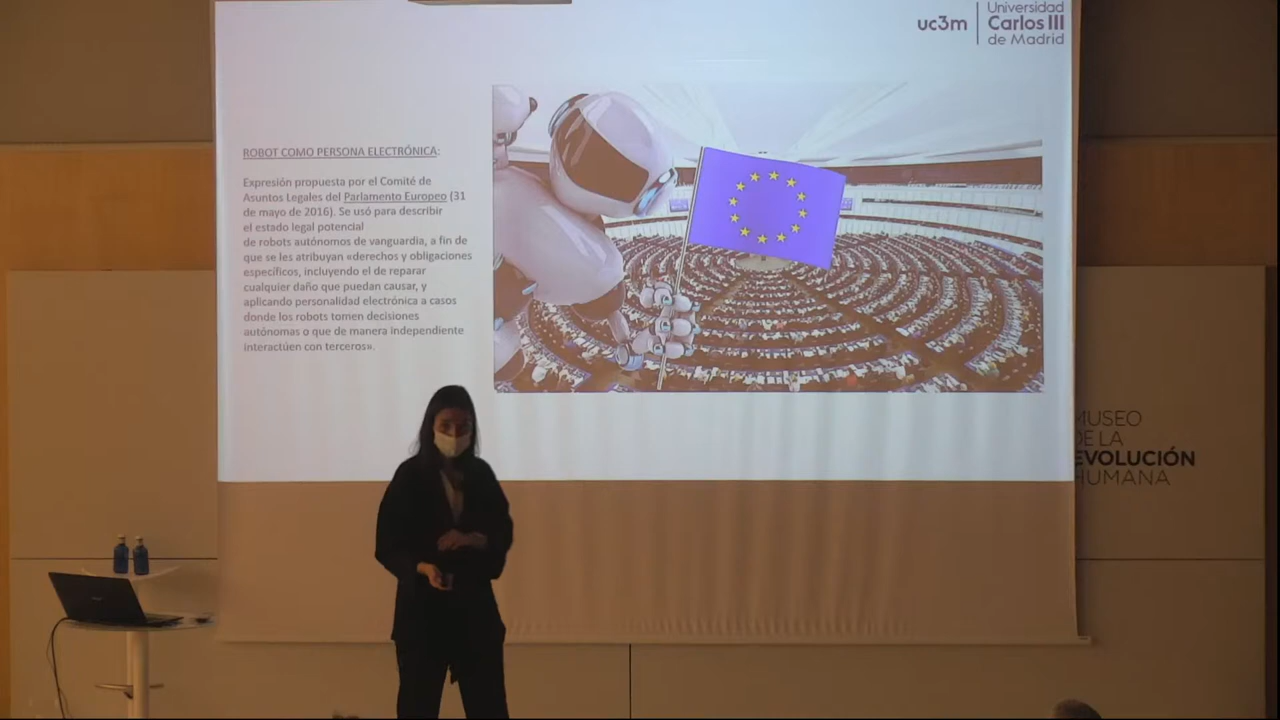 uc3m
Universidad
Carlos III
de Madrid
ROBOT COMO PERSONA ELECTRÓNICA:
Expresión propuesta por el Comité de
Asuntos Legales del Parlamento Europeo (31
de mayo de 2016). Se usó para describir
el estado legal potencial
de robots autónomos de vanguardia, a fin de
que se les atribuyan «derechos y obligaciones
específicos, incluyendo el de reparar
cualquier daño que puedan causar, y
aplicando personalidad electrónica a casos
donde los robots tomen decisiones
autónomas o que de manera independiente
interactúen con terceros».
MUSEO
DE LA
EVOLUCIÓN
HUMANA